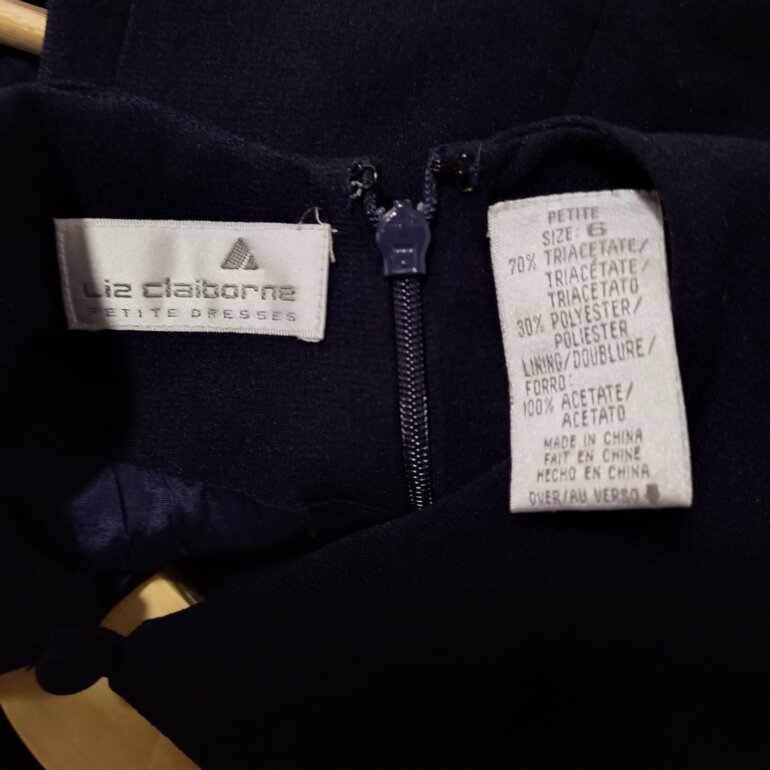 Liz claiborne
PETITE DRESSES
PETITE
SIZE: 6
70% TRIACETATE/
TRIACÉTATE/
TRIACETATO
30% POLYESTER/
POLIESTER
LINING/DOUBLURE/
FORRO:
100% ACETATE/
ACETATO
MADE IN CHINA
FAIT EN CHINE
HECHO EN CHINA
OVER/AU VERSO